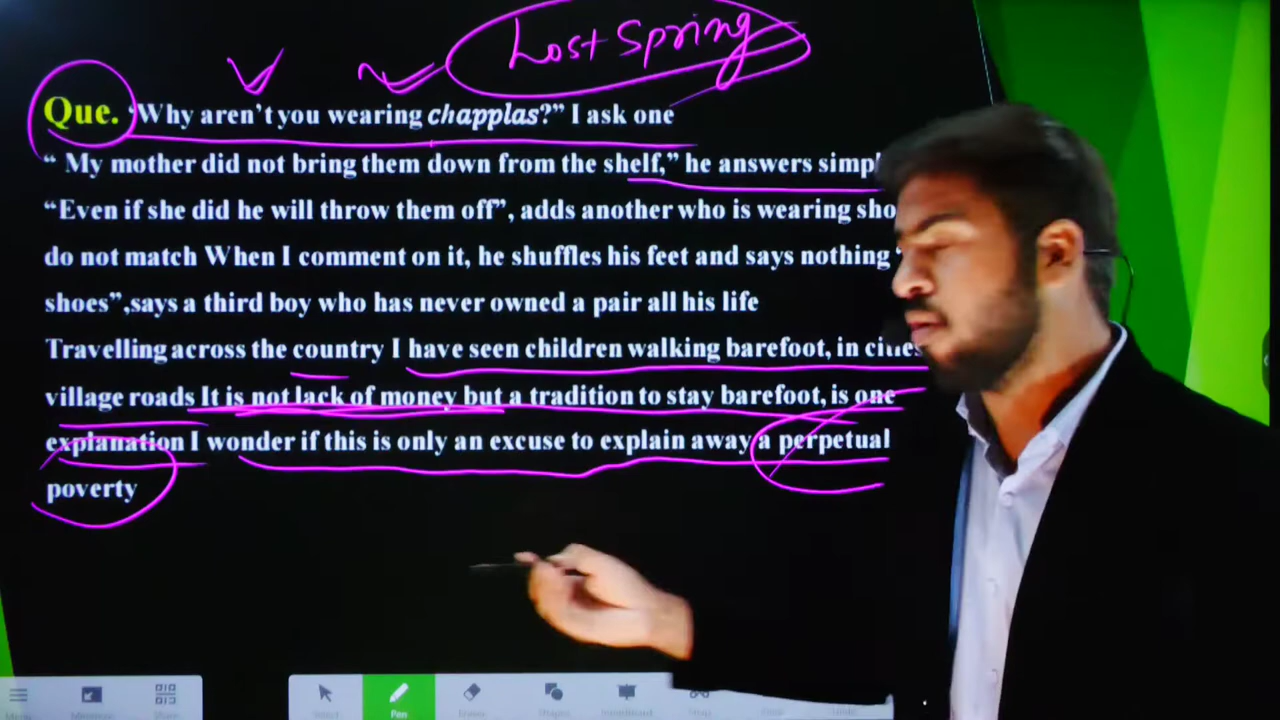 Lost Spring
Que. ‘Why aren’t you wearing chapplas?” I ask one
“ My mother did not bring them down from the shelf,” he answers
“Even if she did he will throw them off”, adds another who is wearing
do not match When I comment on it, he shuffles his feet and says nothing
shoes”,says a third boy who has never owned a pair all his life
Travelling across the country I have seen children walking barefoot, in cities
village roads It is not lack of money but a tradition to stay barefoot, is one
explanation I wonder if this is only an excuse to explain away a perpetual
poverty
Pen